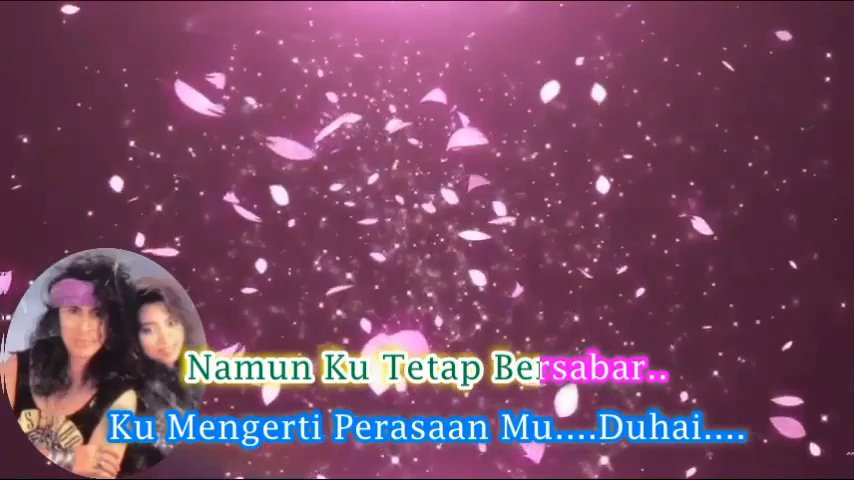 Namun Ku Tetap Bersabar..
Ku Mengerti Perasaan Mu....Duhai....